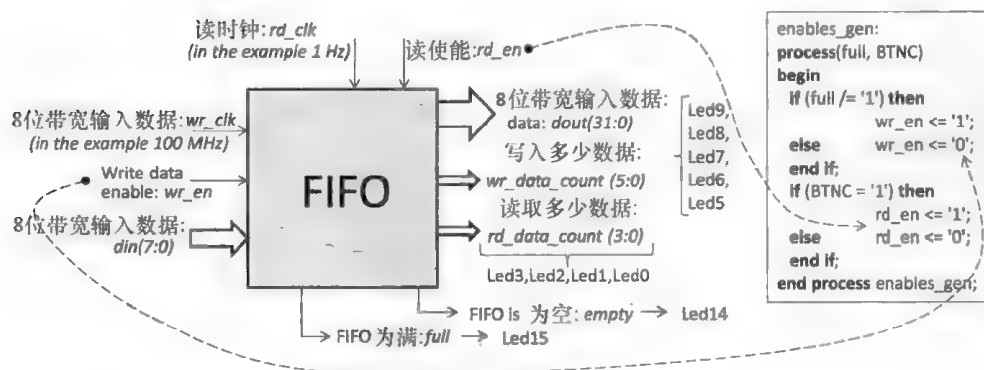 读时钟: rd_clk
(in the example 1 Hz)
读使能:rd_en
8位带宽输入数据: wr_clk
(in the example 100 MHz)
Write data
enable: wr_en
8位带宽输入数据:
din(7:0)
FIFO
8位带宽输入数据:
data: dout(31:0)
写入多少数据:
wr_data_count (5:0)
读取多少数据:
rd_data_count (3:0)
Led3,Led2,Led1,Led0
Led9,
Led8,
Led7,
Led6,
Led5
FIFO is 为空: empty → Led14
FIFO 为满: full → Led15
enables_gen:
process(full, BTNC)
begin
if (full /= '1') then
wr_en <= '1';
else wr_en <= '0';
end if;
if (BTNC = '1') then
rd_en <= '1';
else rd_en <= '0';
end if;
end process enables_gen;